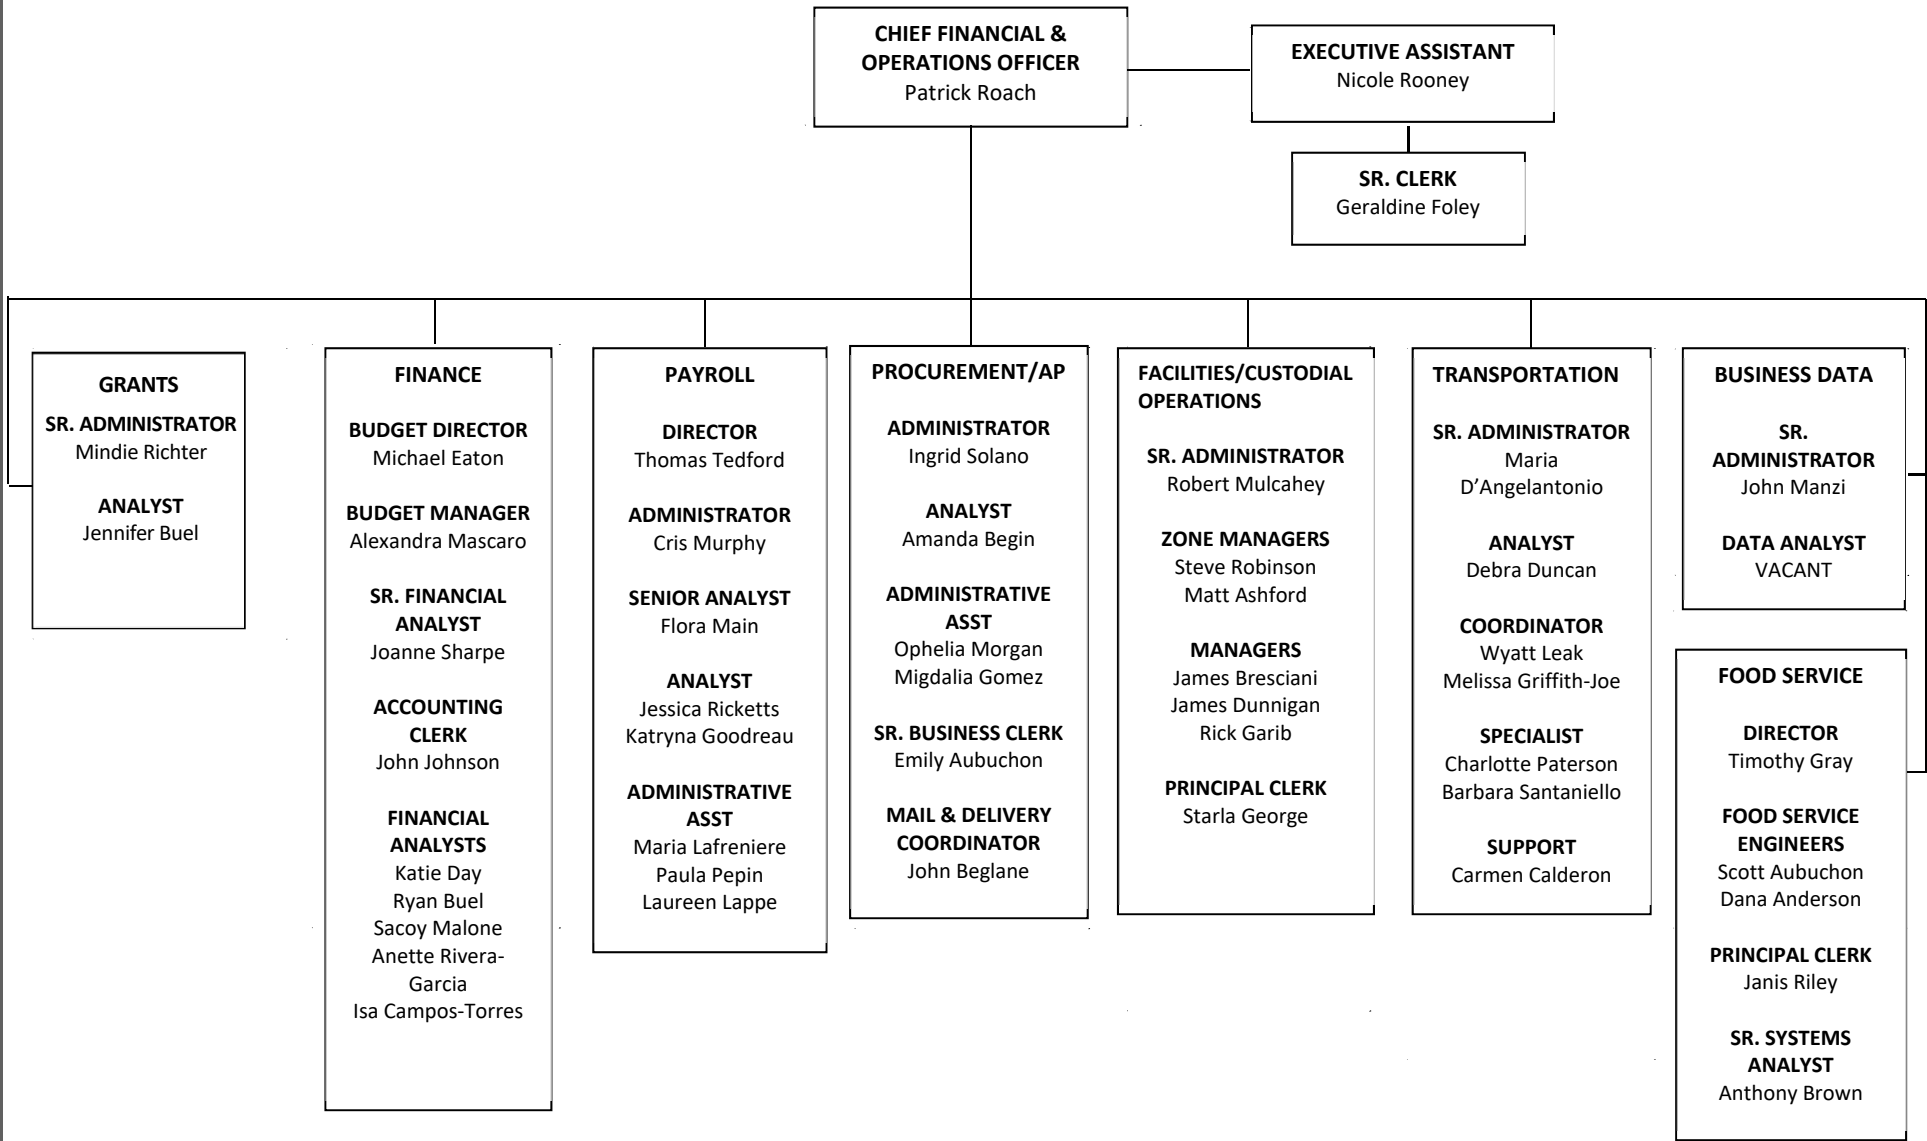 CHIEF FINANCIAL &
OPERATIONS OFFICER
Patrick Roach
EXECUTIVE ASSISTANT
Nicole Rooney
SR. CLERK
Geraldine Foley
GRANTS
SR. ADMINISTRATOR
Mindie Richter
ANALYST
Jennifer Buel
FINANCE
BUDGET DIRECTOR
Michael Eaton
BUDGET MANAGER
Alexandra Mascaro
SR. FINANCIAL
ANALYST
Joanne Sharpe
ACCOUNTING
CLERK
John Johnson
FINANCIAL
ANALYSTS
Katie Day
Ryan Buel
Sacoy Malone
Anette Rivera-
Garcia
Isa Campos-Torres
PAYROLL
DIRECTOR
Thomas Tedford
ADMINISTRATOR
Cris Murphy
SENIOR ANALYST
Flora Main
ANALYST
Jessica Ricketts
Katryna Goodreau
ADMINISTRATIVE
ASST
Maria Lafreniere
Paula Pepin
Laureen Lappe
PROCUREMENT/AP
ADMINISTRATOR
Ingrid Solano
ANALYST
Amanda Begin
ADMINISTRATIVE
ASST
Ophelia Morgan
Migdalia Gomez
SR. BUSINESS CLERK
Emily Aubuchon
MAIL & DELIVERY
COORDINATOR
John Beglane
FACILITIES/CUSTODIAL
OPERATIONS
SR. ADMINISTRATOR
Robert Mulcahey
ZONE MANAGERS
Steve Robinson
Matt Ashford
MANAGERS
James Bresciani
James Dunnigan
Rick Garib
PRINCIPAL CLERK
Starla George
TRANSPORTATION
SR. ADMINISTRATOR
Maria
D’Angelantonio
ANALYST
Debra Duncan
COORDINATOR
Wyatt Leak
Melissa Griffith-Joe
SPECIALIST
Charlotte Paterson
Barbara Santaniello
SUPPORT
Carmen Calderon
BUSINESS DATA
SR.
ADMINISTRATOR
John Manzi
DATA ANALYST
VACANT
FOOD SERVICE
DIRECTOR
Timothy Gray
FOOD SERVICE
ENGINEERS
Scott Aubuchon
Dana Anderson
PRINCIPAL CLERK
Janis Riley
SR. SYSTEMS
ANALYST
Anthony Brown